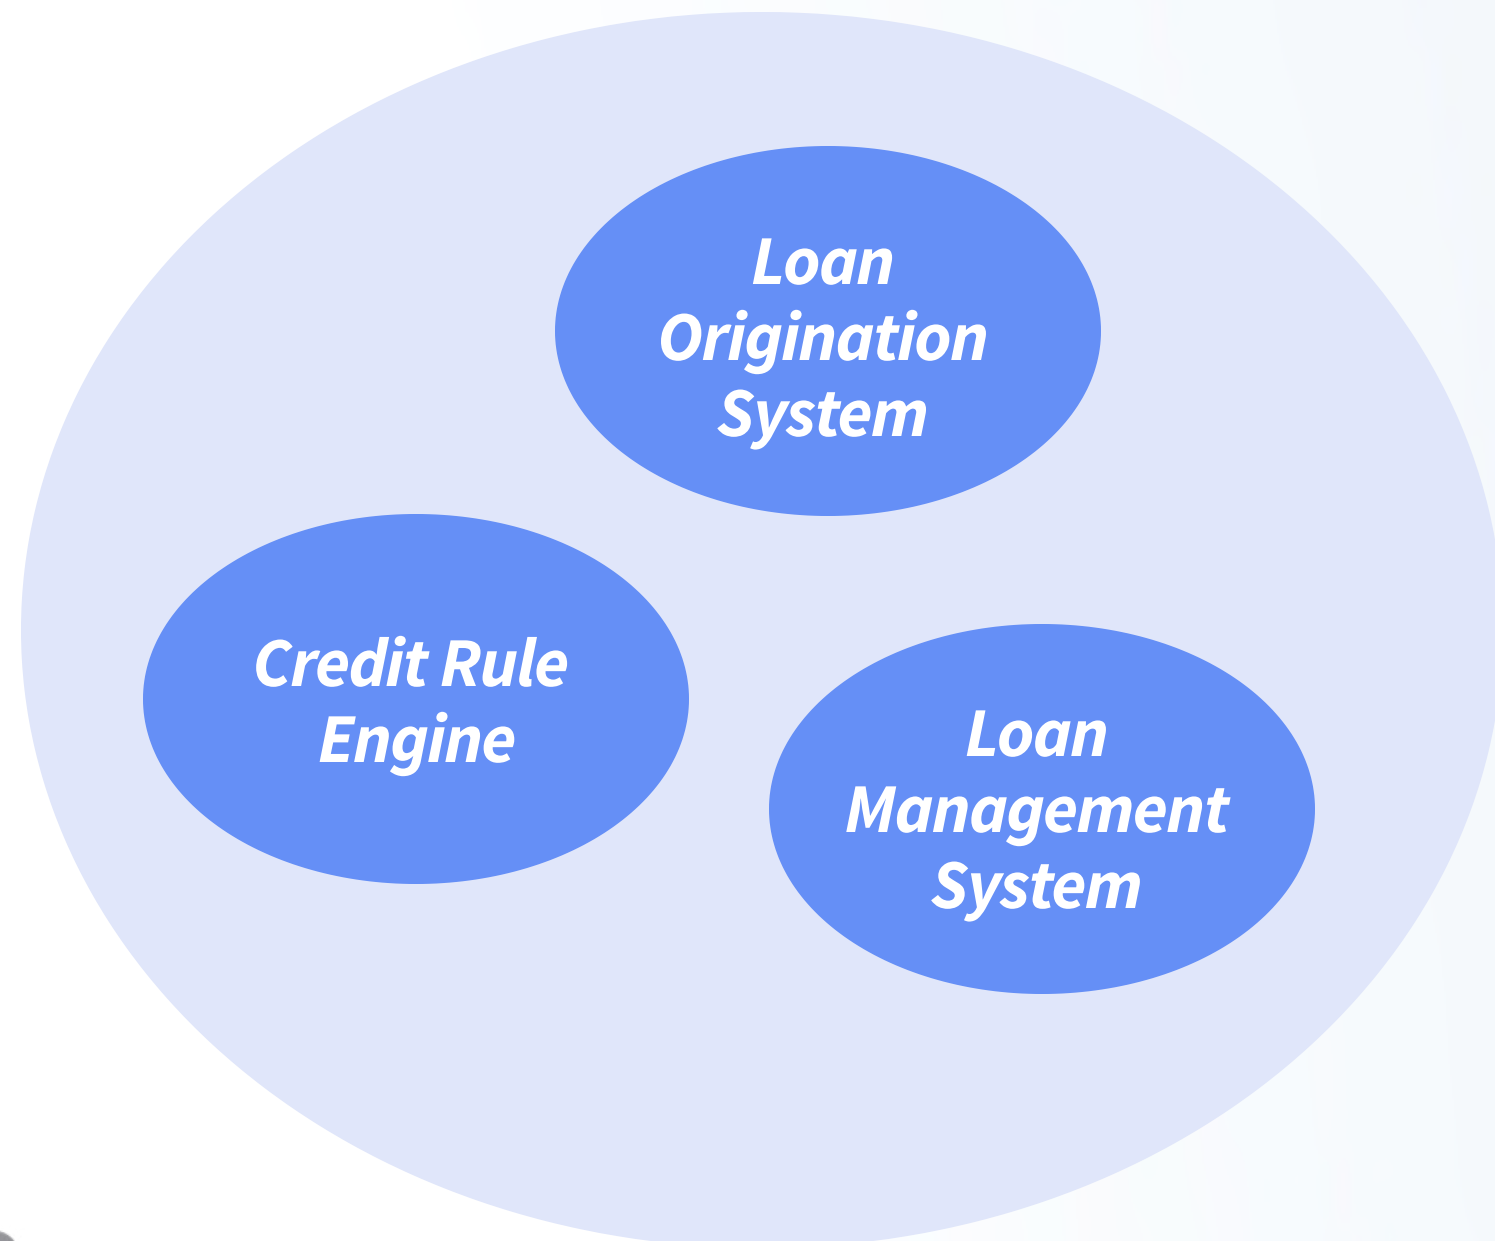 Loan
Origination
System
Credit Rule
Engine
Loan
Management
System